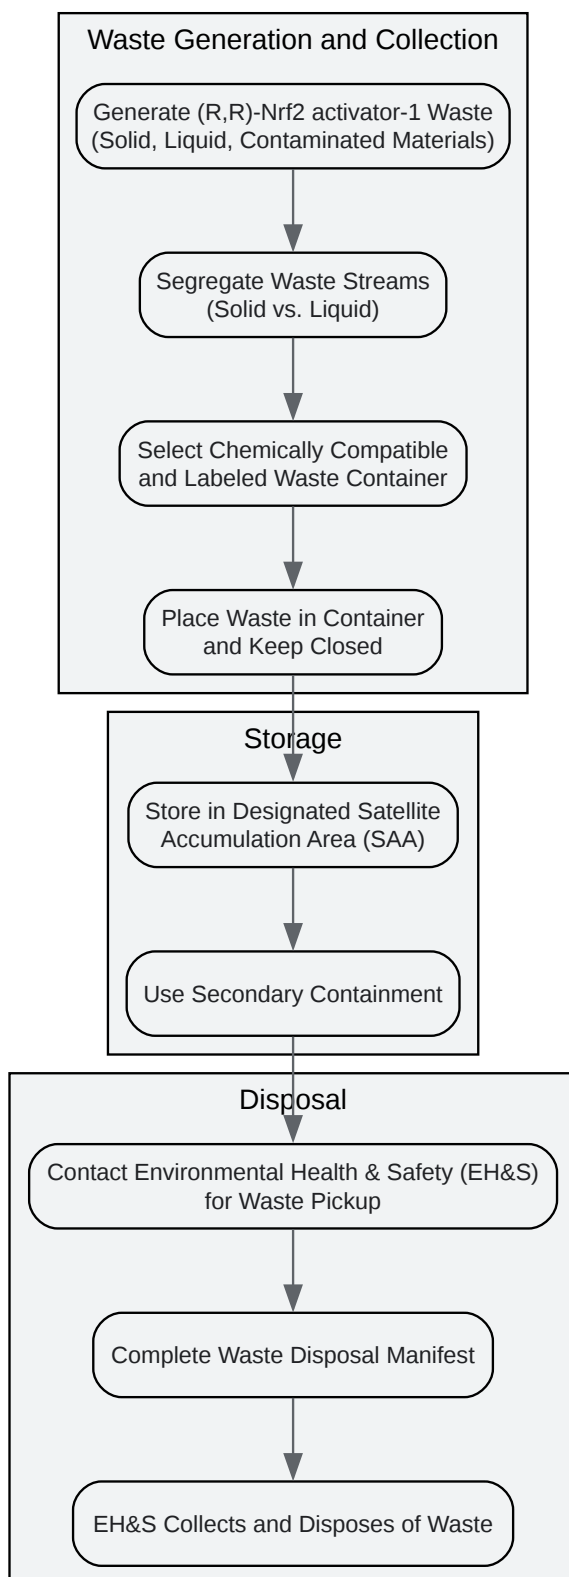 Waste Generation and Collection
Generate (R,R)-Nrf2 activator-1 Waste
(Solid, Liquid, Contaminated Materials)
Segregate Waste Streams
(Solid vs. Liquid)
Select Chemically Compatible
and Labeled Waste Container
Place Waste in Container
and Keep Closed
Storage
Store in Designated Satellite
Accumulation Area (SAA)
Use Secondary Containment
Disposal
Contact Environmental Health & Safety (EH&S)
for Waste Pickup
Complete Waste Disposal Manifest
EH&S Collects and Disposes of Waste